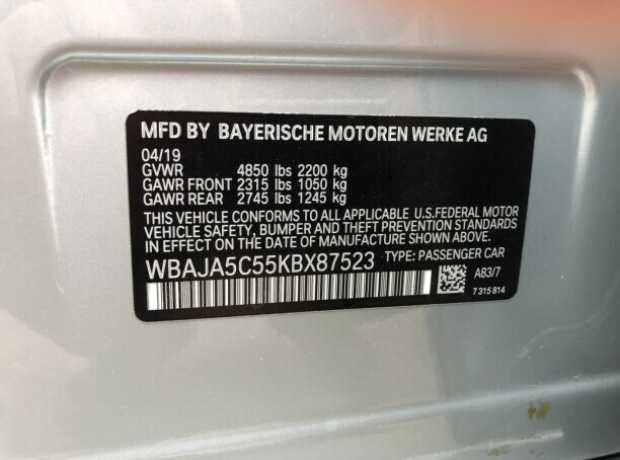 MFD BY BAYERISCHE MOTOREN WERKE AG
04/19
GVWR 4850 lbs 2200 kg
GAWR FRONT 2315 lbs 1050 kg
GAWR REAR 2745 lbs 1245 kg
THIS VEHICLE CONFORMS TO ALL APPLICABLE U.S.FEDERAL MOTOR
VEHICLE SAFETY, BUMPER AND THEFT PREVENTION STANDARDS
IN EFFECT ON THE DATE OF MANUFACTURE SHOWN ABOVE.
WBAJA5C55KBX87523 TYPE: PASSENGER CAR
A83/7
7 315 814